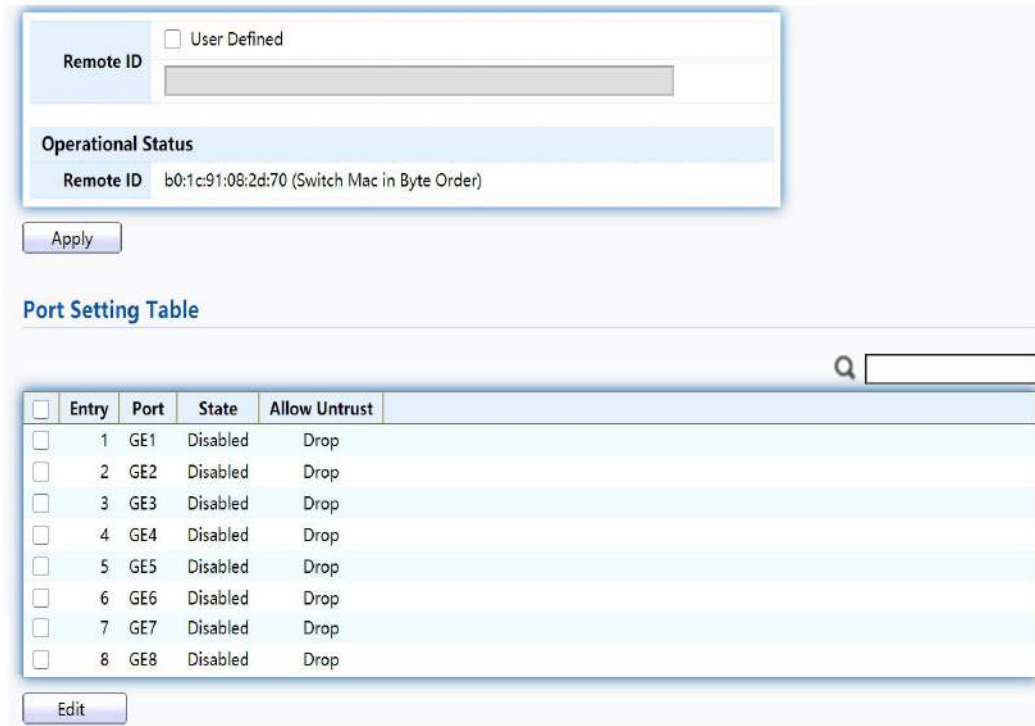 User Defined
Remote ID
Operational Status
Remote ID b0:1c:91:08:2d:70 (Switch Mac in Byte Order)
Apply
Port Setting Table
Entry Port State Allow Untrust
1 GE1 Disabled Drop
2 GE2 Disabled Drop
3 GE3 Disabled Drop
4 GE4 Disabled Drop
5 GE5 Disabled Drop
6 GE6 Disabled Drop
7 GE7 Disabled Drop
8 GE8 Disabled Drop
Edit